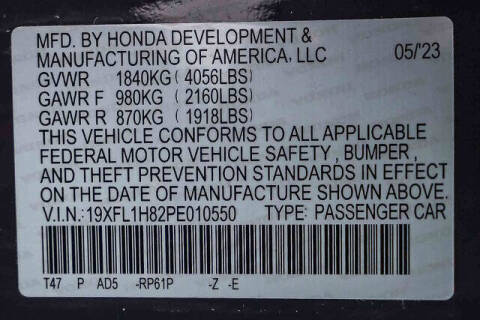 MFD. BY HONDA DEVELOPMENT &
MANUFACTURING OF AMERICA, LLC 05/'23
GVWR 1840KG (4056LBS)
GAWR F 980KG (2160LBS)
GAWR R 870KG (1918LBS)
THIS VEHICLE CONFORMS TO ALL APPLICABLE
FEDERAL MOTOR VEHICLE SAFETY , BUMPER,
AND THEFT PREVENTION STANDARDS IN EFFECT
ON THE DATE OF MANUFACTURE SHOWN ABOVE.
V.I.N.:19XFL1H82PE010550 TYPE: PASSENGER CAR
T47 P AD5 -RP61P -Z -E